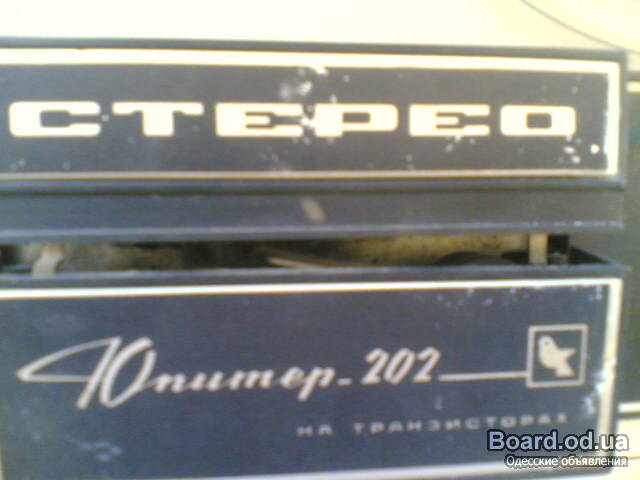 СТЕРЕО
Юпитер-202
НА ТРАНЗИСТОРАХ
Board.od.ua
Одесские объявления